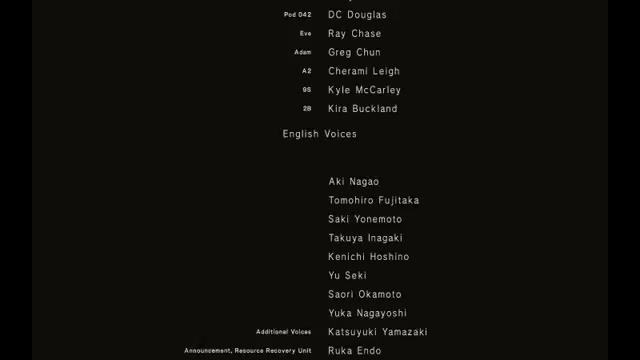 Pod 042 DC Douglas
Eve Ray Chase
Adam Greg Chun
A2 Cherami Leigh
9S Kyle McCarley
2B Kira Buckland
English Voices
Aki Nagao
Tomohiro Fujitaka
Saki Yonemoto
Takuya Inagaki
Kenichi Hoshino
Yu Seki
Saori Okamoto
Yuka Nagayoshi
Additional Voices Katsuyuki Yamazaki
Announcement, Resource Recovery Unit Ruka Endo